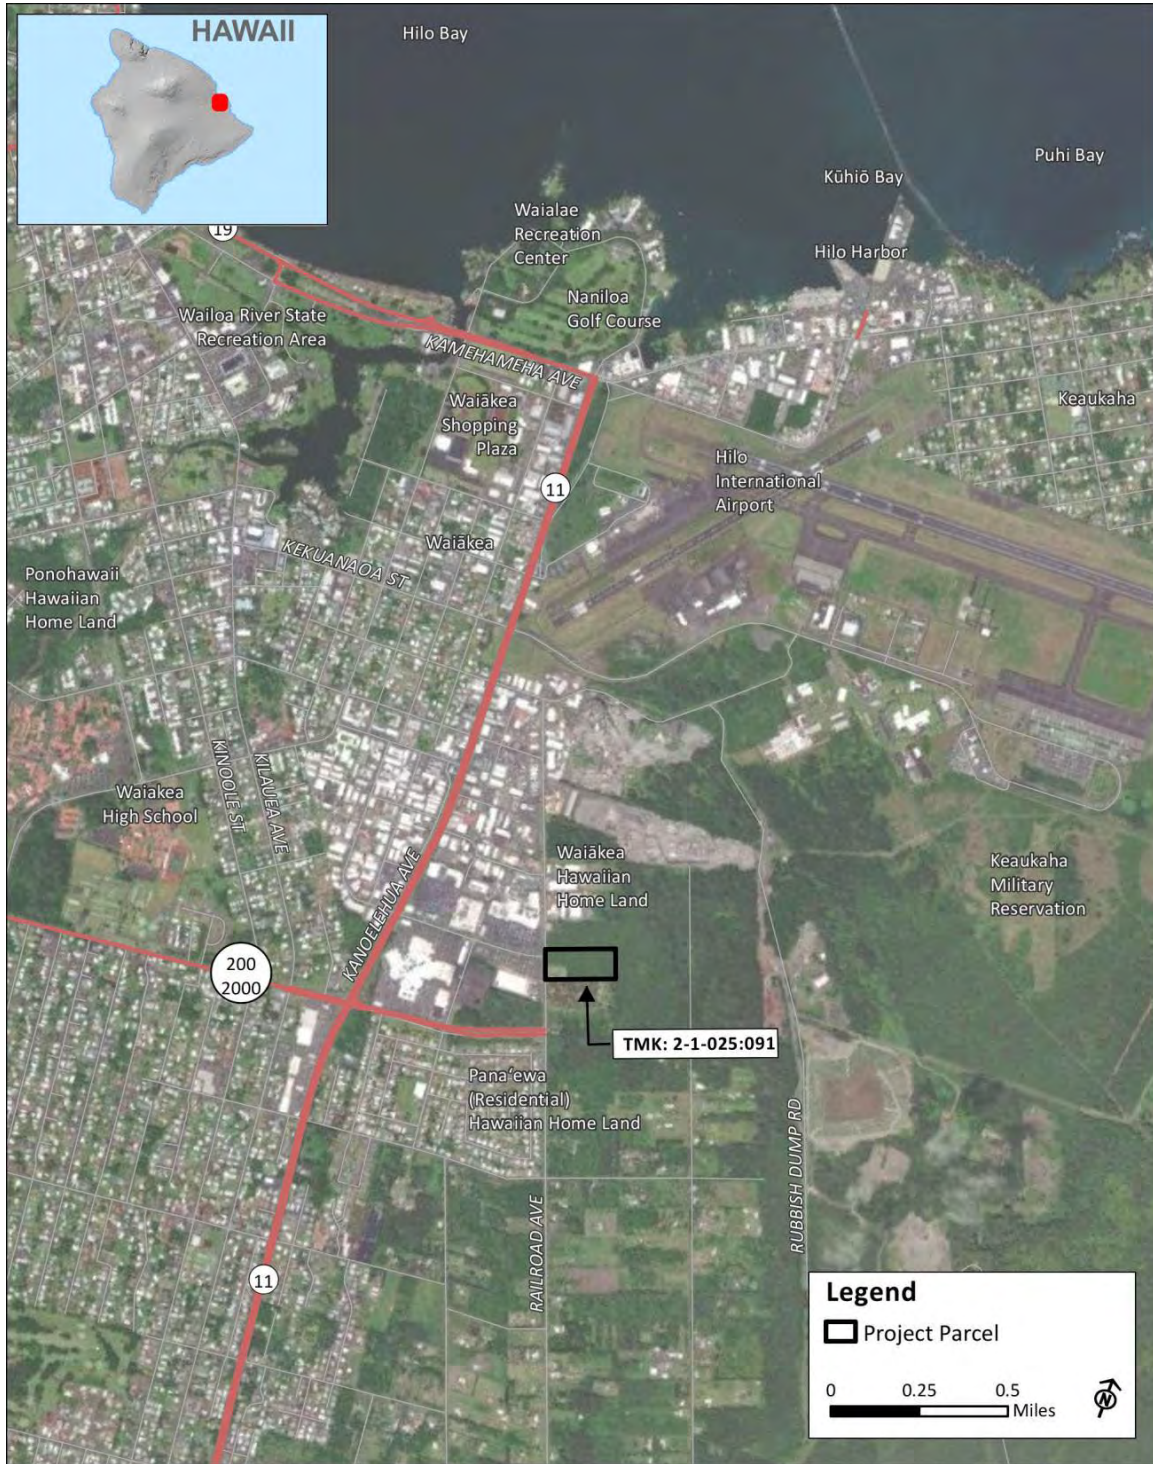 HAWAII
Hilo Bay
Puhi Bay
Kūhiō Bay
Waialae
Recreation
Center
Hilo Harbor
19
Naniloa
Golf Course
Wailoa River State
Recreation Area
KAMEHAMEHA AVE
Keaukaha
Waiākea
Shopping
Plaza
Hilo
International
Airport
11
Waiākea
KEKUANAOA ST
Ponohawaii
Hawaiian
Home Land
KINOOLE ST
KILAUEA AVE
Waiakea
High School
Waiākea
Hawaiian
Home Land
Keaukaha
Military
Reservation
KANOELEHUA AVE
200
2000
TMK: 2-1-025:091
Panaʻewa
(Residential)
Hawaiian Home Land
RUBBISH DUMP RD
RAILROAD AVE
11
Legend
Project Parcel
0 0.25 0.5
Miles
N